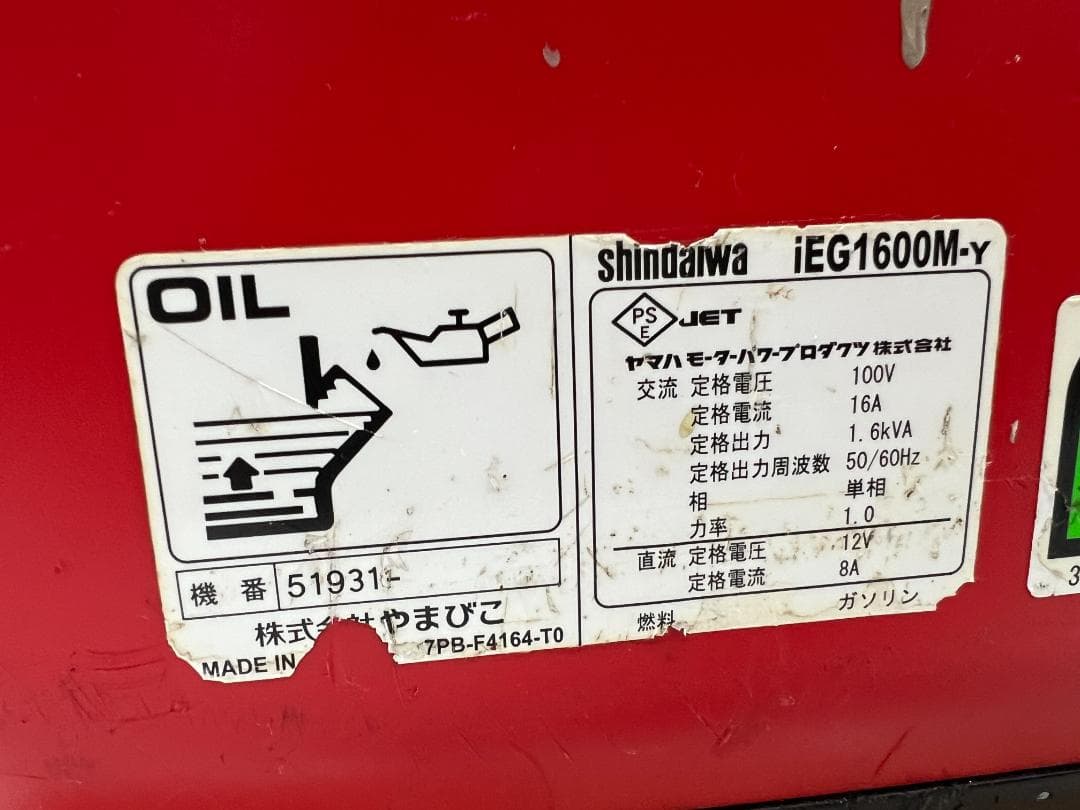 OIL
機番 51931-
株式会社やまびこ
7PB-F4164-T0
MADE IN
shindaiwa iEG1600M-Y
PSE JET
ヤマハモーターパワープロダクツ株式会社
交流 定格電圧 100V
定格電流 16A
定格出力 1.6kVA
定格出力周波数 50/60Hz
相 単相
力率 1.0
直流 定格電圧 12V
定格電流 8A
燃料 ガソリン
3